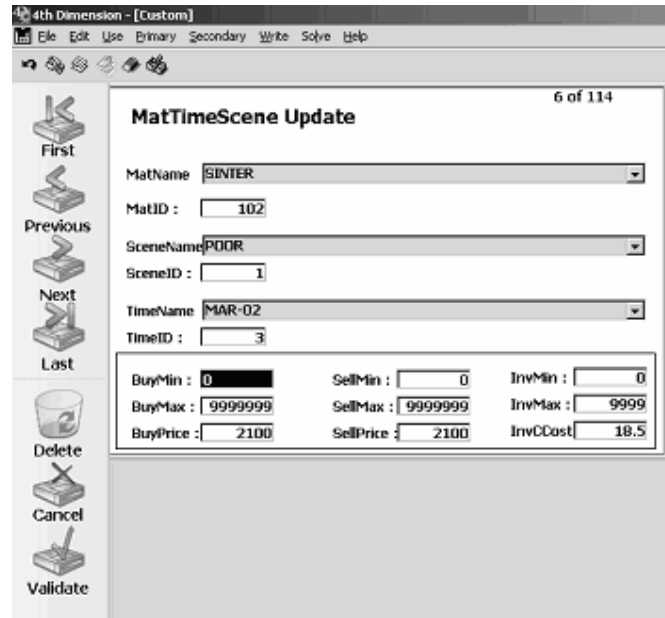 4th Dimension - [Custom]
File Edit Use Primary Secondary Write Solve Help
6 of 114
MatTimeScene Update
First
MatName SINTER
MatID : 102
Previous
SceneName POOR
SceneID : 1
Next
TimeName MAR-02
TimeID : 3
Last
BuyMin : 0 SellMin : 0 InvMin : 0
BuyMax : 9999999 SellMax : 9999999 InvMax : 9999
BuyPrice : 2100 SellPrice : 2100 InvCCost 18.5
Delete
Cancel
Validate